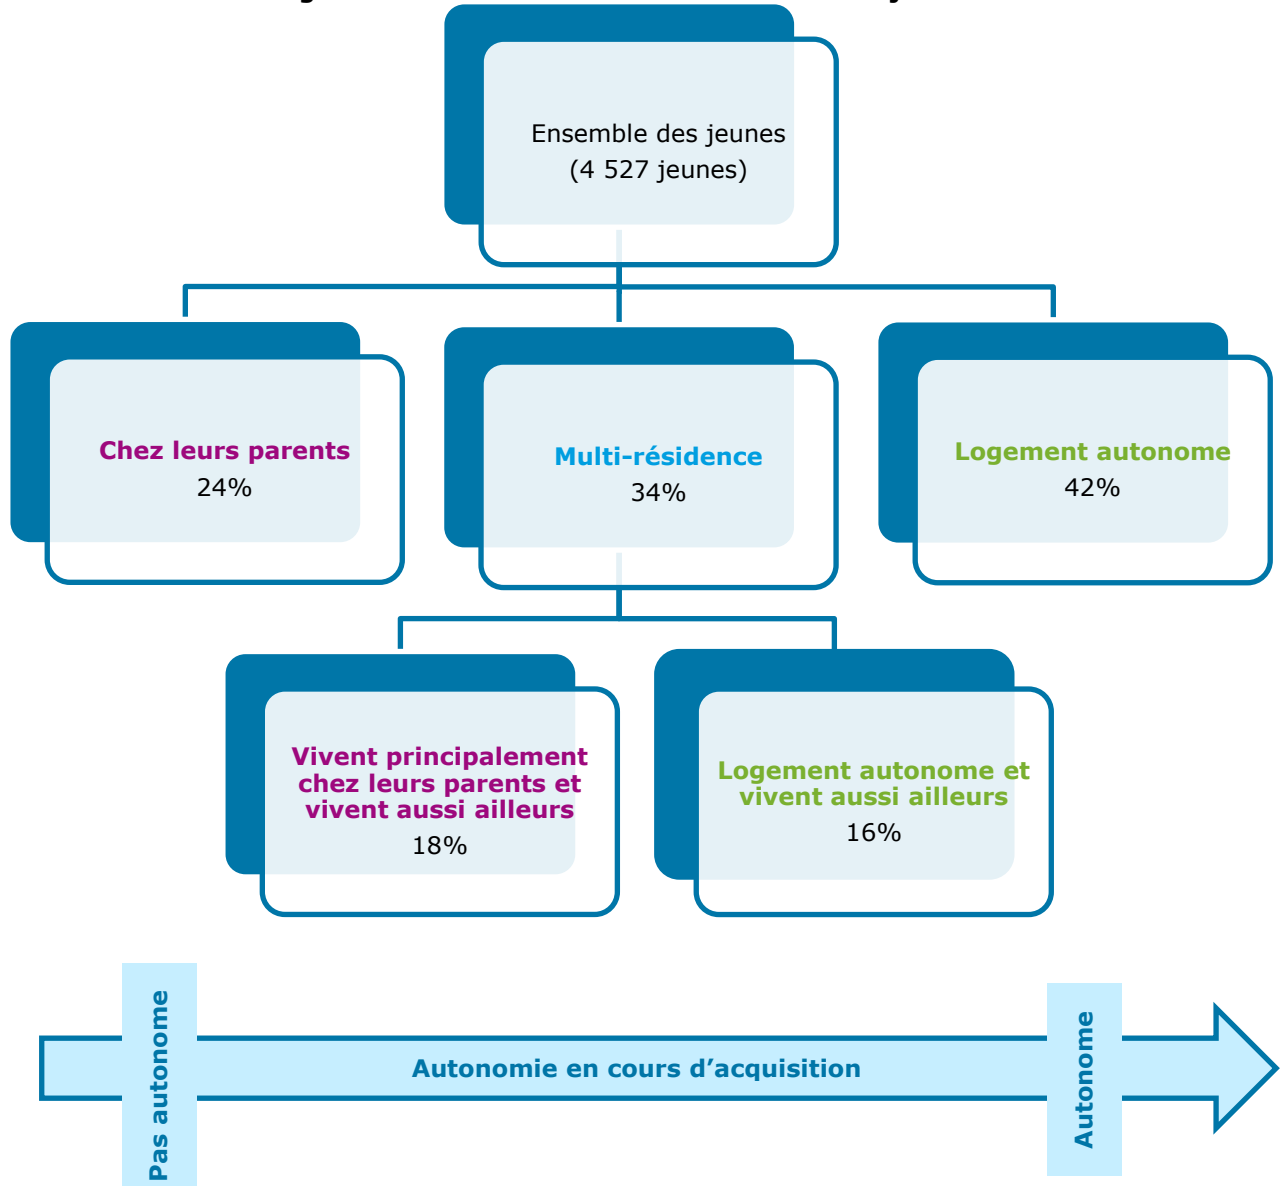 Ensemble des jeunes
(4 527 jeunes)
Chez leurs parents
24%
Multi-résidence
34%
Logement autonome
42%
Vivent principalement
chez leurs parents et
vivent aussi ailleurs
18%
Logement autonome et
vivent aussi ailleurs
16%
Pas autonome
Autonomie en cours d’acquisition
Autonome